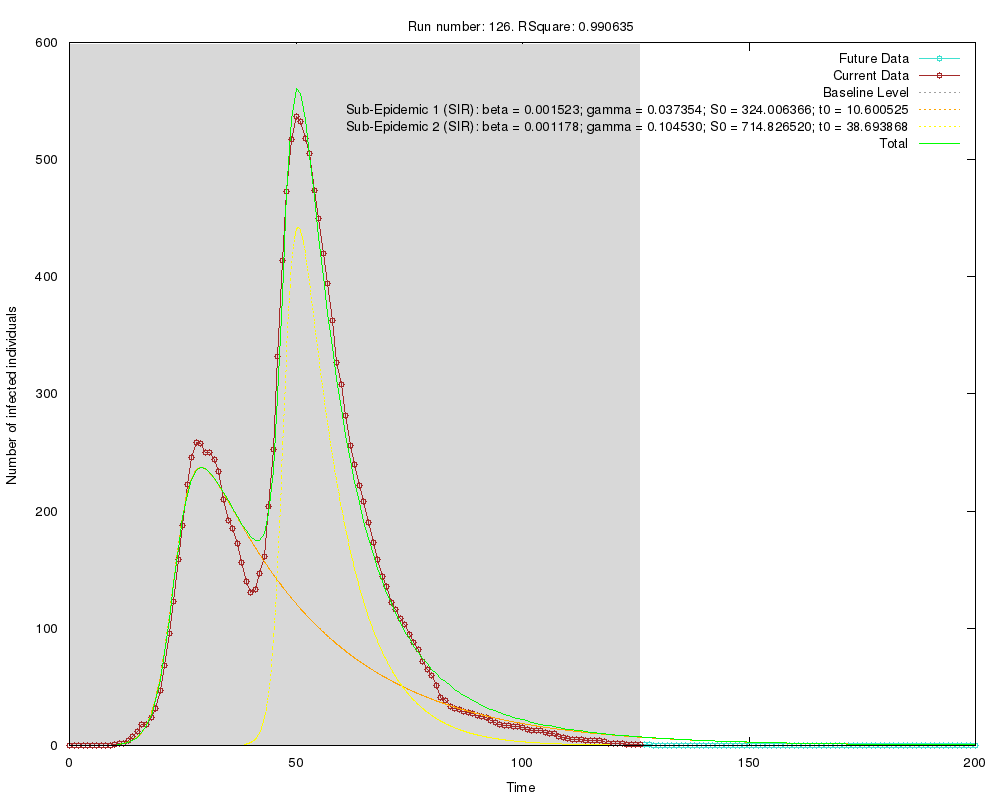 Run number: 126. RSquare: 0.990635
600
500
400
300
200
100
0
Number of infected individuals
Future Data
Current Data
Baseline Level
Sub-Epidemic 1 (SIR): beta = 0.001523; gamma = 0.037354; S0 = 324.006366; t0 = 10.600525
Sub-Epidemic 2 (SIR): beta = 0.001178; gamma = 0.104530; S0 = 714.826520; t0 = 38.693868
Total
0 50 100 150 200
Time